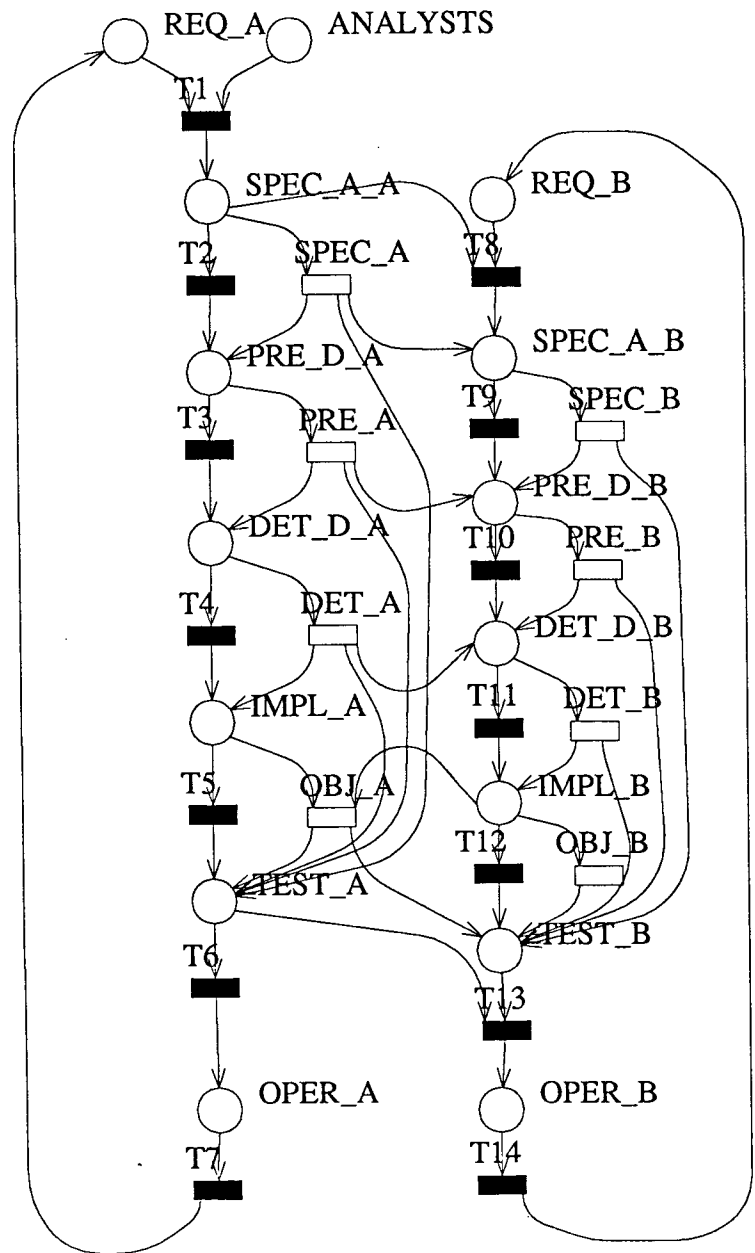 REQ_A
ANALYSTS
T1
SPEC_A_A
REQ_B
T2
SPEC_A
T8
PRE_D_A
SPEC_A_B
T3
PRE_A
T9
SPEC_B
DET_D_A
PRE_D_B
T10
PRE_B
T4
DET_A
DET_D_B
IMPL_A
T11
DET_B
T5
OBJ_A
IMPL_B
T12
OBJ_B
TEST_A
TEST_B
T6
T13
OPER_A
OPER_B
T7
T14